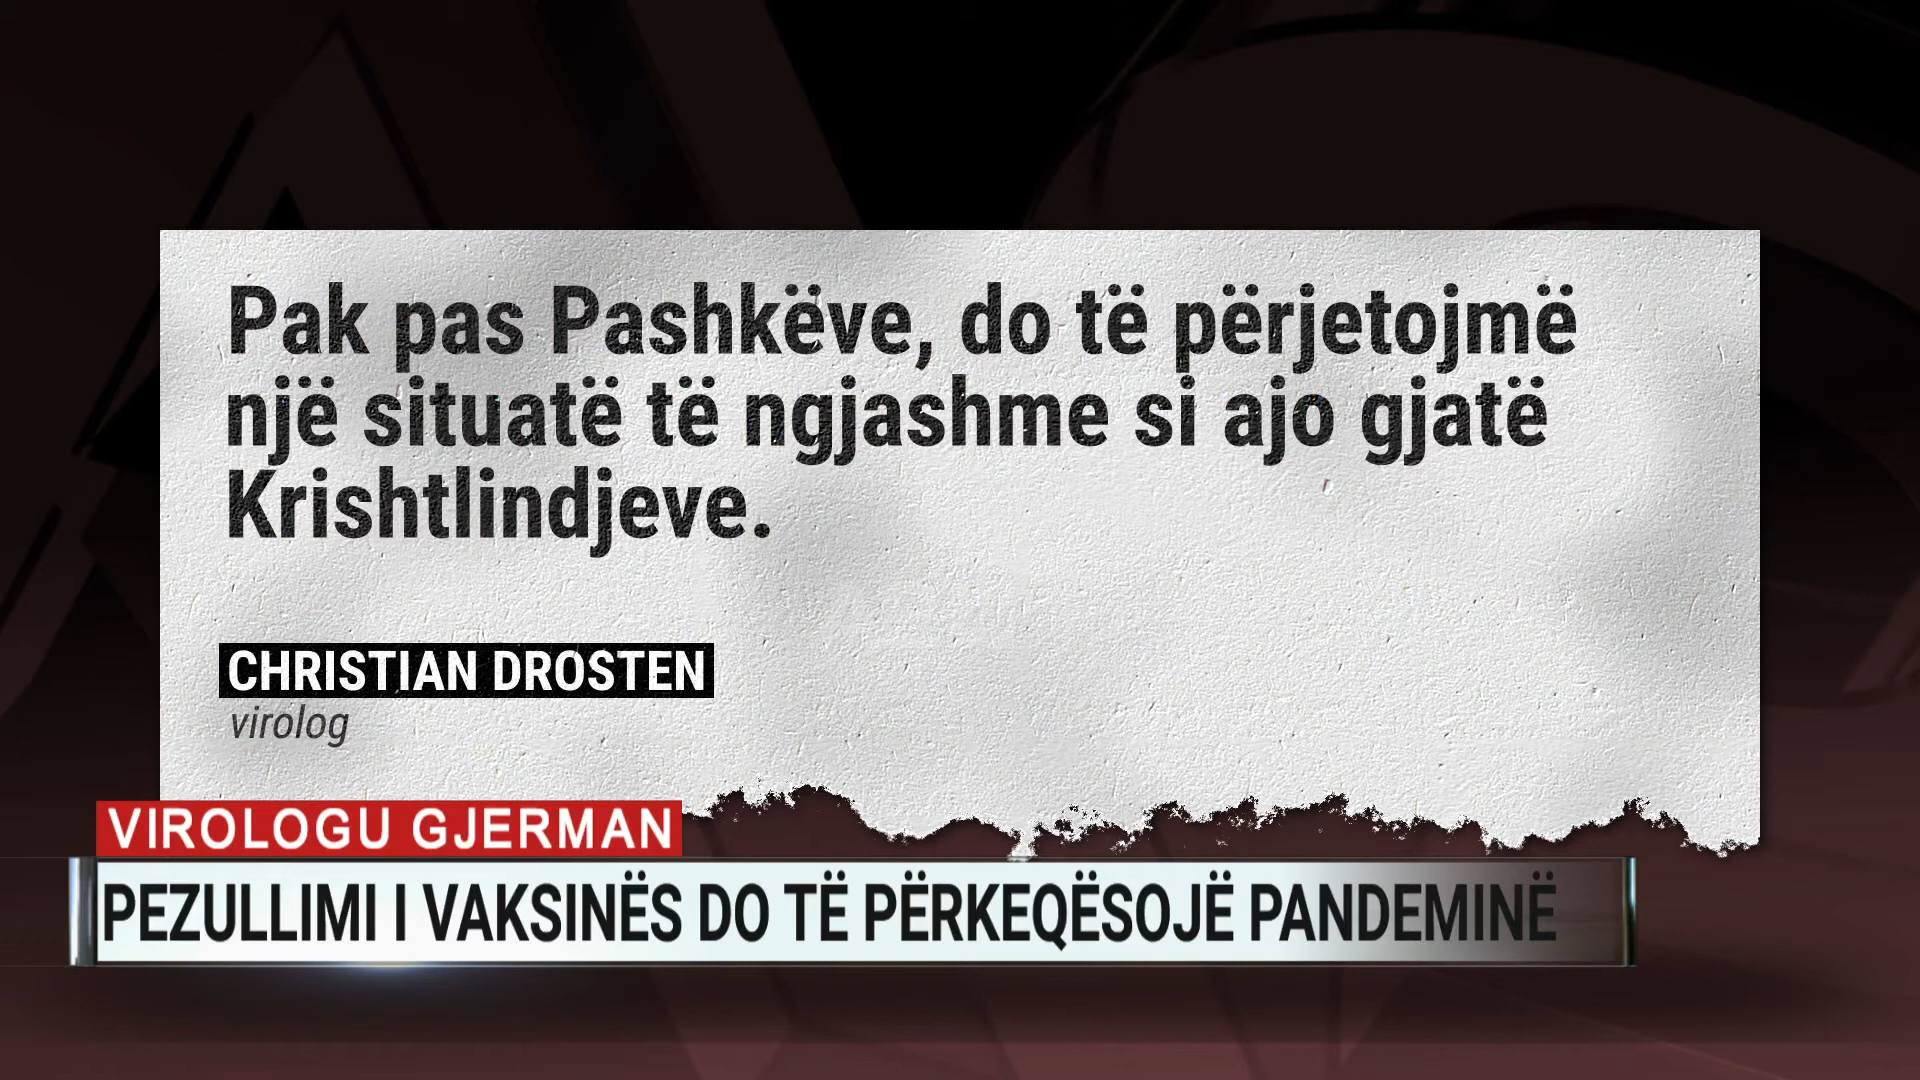 Pak pas Pashkëve, do të përjetojmë
një situatë të ngjashme si ajo gjatë
Krishtlindjeve.
CHRISTIAN DROSTEN
virolog
VIROLOGU GJERMAN
PEZULLIMI I VAKSINËS DO TË PËRKEQËSOJË PANDEMINË